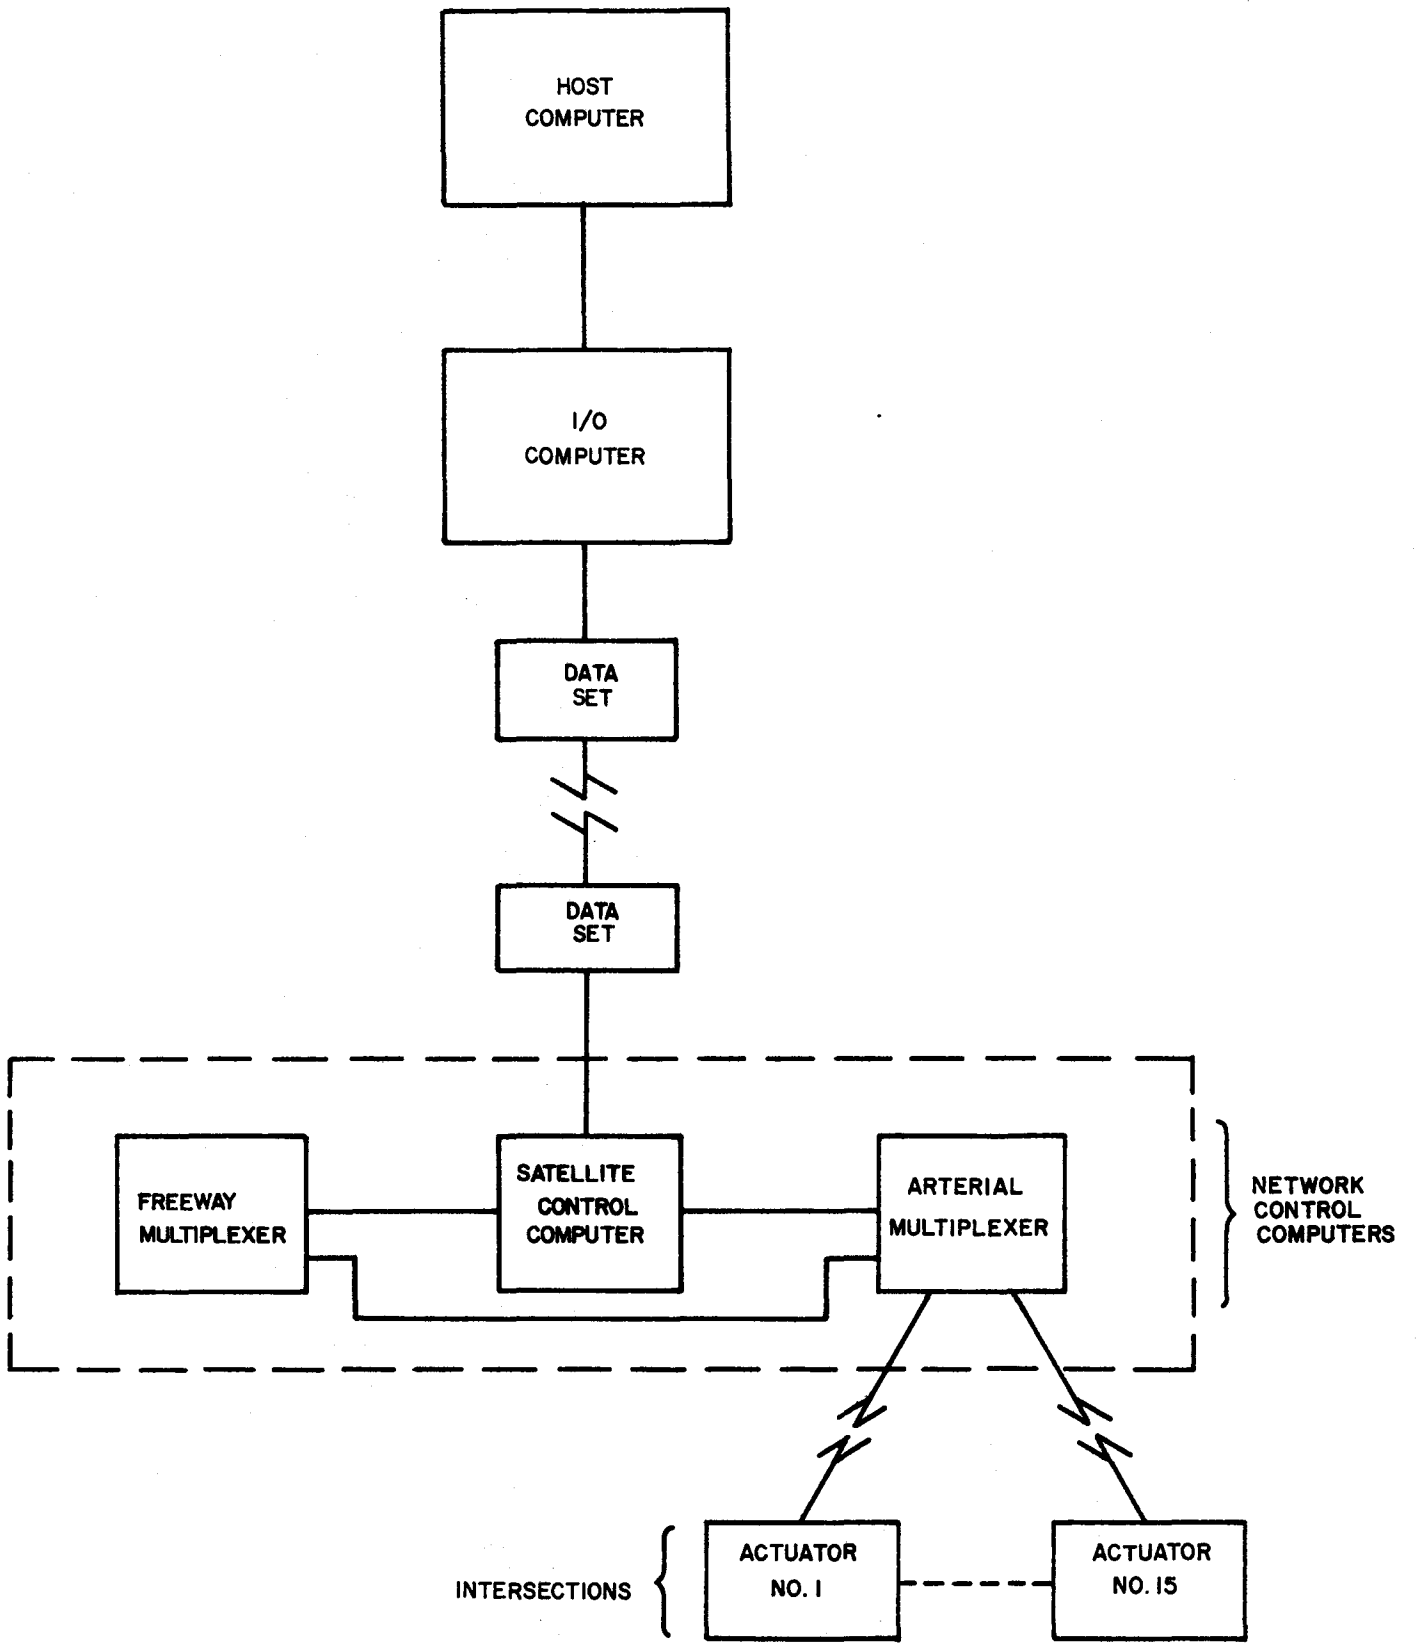 HOST
COMPUTER
I/O
COMPUTER
DATA
SET
DATA
SET
FREEWAY
MULTIPLEXER
SATELLITE
CONTROL
COMPUTER
ARTERIAL
MULTIPLEXER
NETWORK
CONTROL
COMPUTERS
INTERSECTIONS
ACTUATOR
NO. 1
ACTUATOR
NO. 15